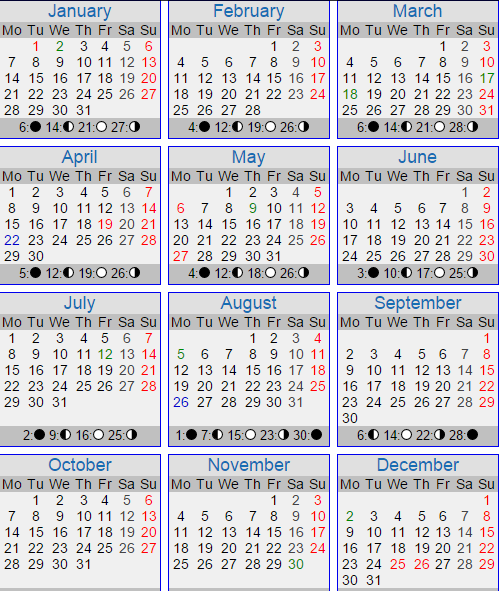 January
Mo Tu We Th Fr Sa Su
1 2 3 4 5 6
7 8 9 10 11 12 13
14 15 16 17 18 19 20
21 22 23 24 25 26 27
28 29 30 31
6:● 14:◐ 21:○ 27:◑
February
Mo Tu We Th Fr Sa Su
1 2 3
4 5 6 7 8 9 10
11 12 13 14 15 16 17
18 19 20 21 22 23 24
25 26 27 28
4:● 12:◐ 19:○ 26:◑
March
Mo Tu We Th Fr Sa Su
1 2 3
4 5 6 7 8 9 10
11 12 13 14 15 16 17
18 19 20 21 22 23 24
25 26 27 28 29 30 31
6:● 14:◐ 21:○ 28:◑
April
Mo Tu We Th Fr Sa Su
1 2 3 4 5 6 7
8 9 10 11 12 13 14
15 16 17 18 19 20 21
22 23 24 25 26 27 28
29 30
5:● 12:◐ 19:○ 26:◑
May
Mo Tu We Th Fr Sa Su
1 2 3 4 5
6 7 8 9 10 11 12
13 14 15 16 17 18 19
20 21 22 23 24 25 26
27 28 29 30 31
4:● 12:◐ 18:○ 26:◑
June
Mo Tu We Th Fr Sa Su
1 2
3 4 5 6 7 8 9
10 11 12 13 14 15 16
17 18 19 20 21 22 23
24 25 26 27 28 29 30
3:● 10:◐ 17:○ 25:◑
July
Mo Tu We Th Fr Sa Su
1 2 3 4 5 6 7
8 9 10 11 12 13 14
15 16 17 18 19 20 21
22 23 24 25 26 27 28
29 30 31
2:● 9:◐ 16:○ 25:◑
August
Mo Tu We Th Fr Sa Su
1 2 3 4
5 6 7 8 9 10 11
12 13 14 15 16 17 18
19 20 21 22 23 24 25
26 27 28 29 30 31
1:● 7:◐ 15:○ 23:◑ 30:●
September
Mo Tu We Th Fr Sa Su
1
2 3 4 5 6 7 8
9 10 11 12 13 14 15
16 17 18 19 20 21 22
23 24 25 26 27 28 29
30
6:◐ 14:○ 22:◑ 28:●
October
Mo Tu We Th Fr Sa Su
1 2 3 4 5 6
7 8 9 10 11 12 13
14 15 16 17 18 19 20
21 22 23 24 25 26 27
28 29 30 31
November
Mo Tu We Th Fr Sa Su
1 2 3
4 5 6 7 8 9 10
11 12 13 14 15 16 17
18 19 20 21 22 23 24
25 26 27 28 29 30
December
Mo Tu We Th Fr Sa Su
1
2 3 4 5 6 7 8
9 10 11 12 13 14 15
16 17 18 19 20 21 22
23 24 25 26 27 28 29
30 31